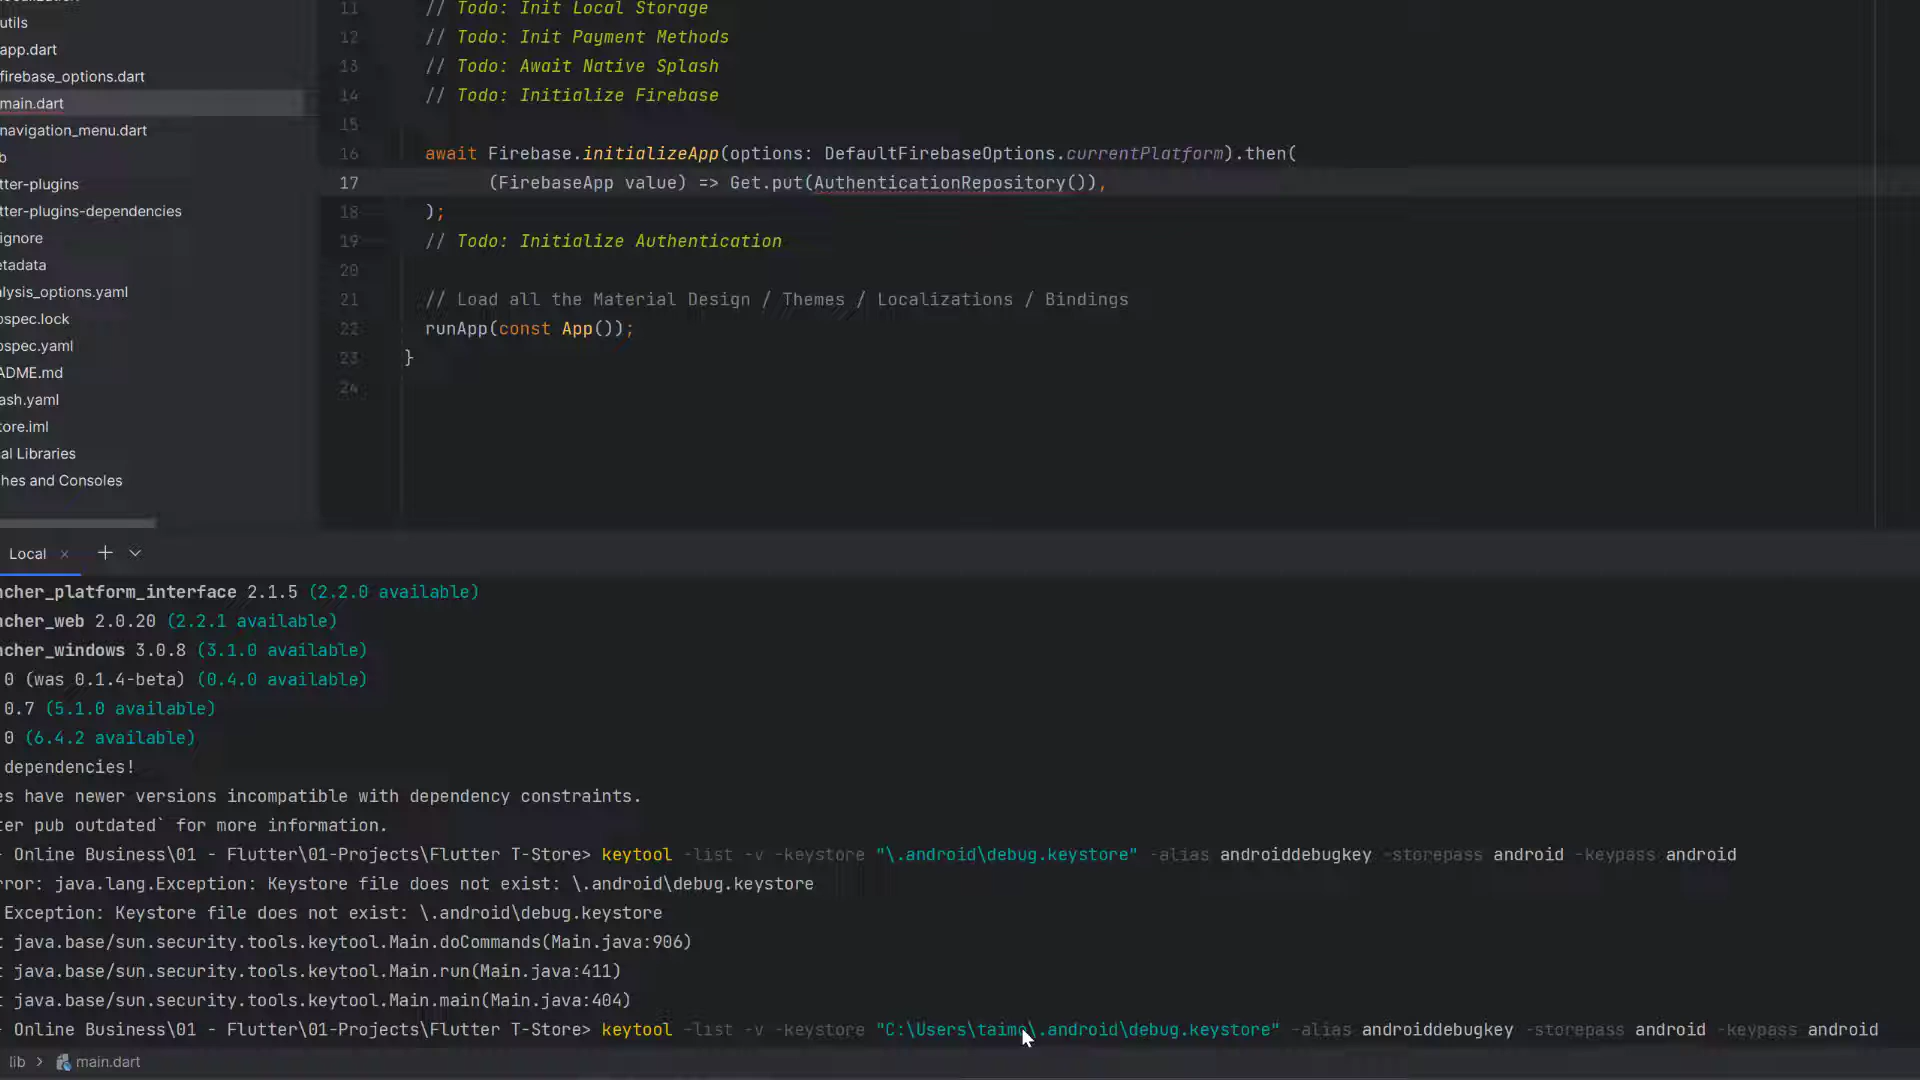 utils
app.dart
firebase_options.dart
main.dart
navigation_menu.dart
b
tter-plugins
tter-plugins-dependencies
ignore
etadata
alysis_options.yaml
ospec.lock
ospec.yaml
ADME.md
ash.yaml
tore.iml
al Libraries
hes and Consoles
11 // Todo: Init Local Storage
12 // Todo: Init Payment Methods
13 // Todo: Await Native Splash
14 // Todo: Initialize Firebase
15
16 await Firebase.initializeApp(options: DefaultFirebaseOptions.currentPlatform).then(
17 (FirebaseApp value) => Get.put(AuthenticationRepository()),
18 );
19 // Todo: Initialize Authentication
20
21 // Load all the Material Design / Themes / Localizations / Bindings
22 runApp(const App());
23 }
24
Local
ncher_platform_interface 2.1.5 (2.2.0 available)
ncher_web 2.0.20 (2.2.1 available)
ncher_windows 3.0.8 (3.1.0 available)
0 (was 0.1.4-beta) (0.4.0 available)
0.7 (5.1.0 available)
0 (6.4.2 available)
dependencies!
es have newer versions incompatible with dependency constraints.
ter pub outdated` for more information.
- Online Business\01 - Flutter\01-Projects\Flutter T-Store> keytool -list -v -keystore "\.android\debug.keystore" -alias androiddebugkey -storepass android -keypass android
rror: java.lang.Exception: Keystore file does not exist: \.android\debug.keystore
Exception: Keystore file does not exist: \.android\debug.keystore
t java.base/sun.security.tools.keytool.Main.doCommands(Main.java:906)
t java.base/sun.security.tools.keytool.Main.run(Main.java:411)
t java.base/sun.security.tools.keytool.Main.main(Main.java:404)
- Online Business\01 - Flutter\01-Projects\Flutter T-Store> keytool -list -v -keystore "C:\Users\taimo\.android\debug.keystore" -alias androiddebugkey -storepass android -keypass android
lib > main.dart